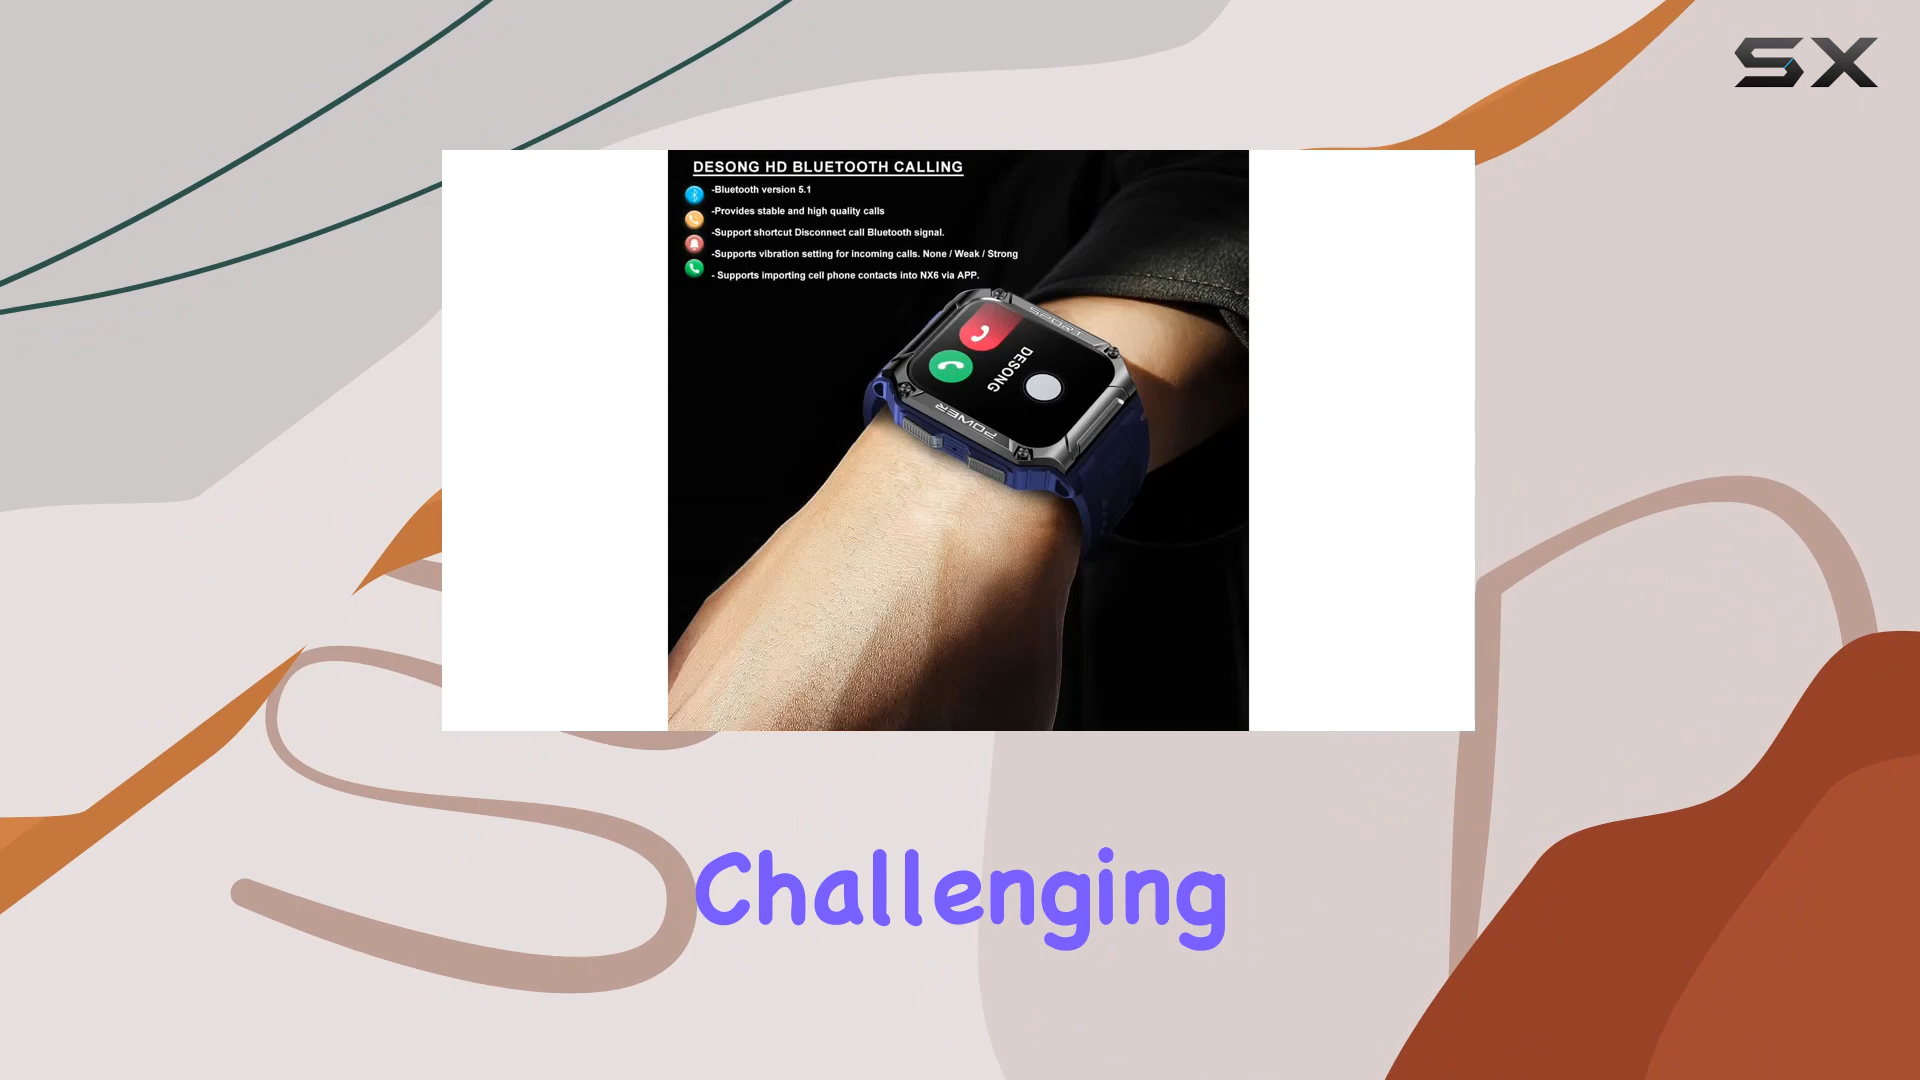 SX
DESONG HD BLUETOOTH CALLING
-Bluetooth version 5.1
-Provides stable and high quality calls
-Support shortcut Disconnect call Bluetooth signal.
-Supports vibration setting for incoming calls. None / Weak / Strong
- Supports importing cell phone contacts into NX6 via APP.
SPORT
DESONG
POWER
Challenging